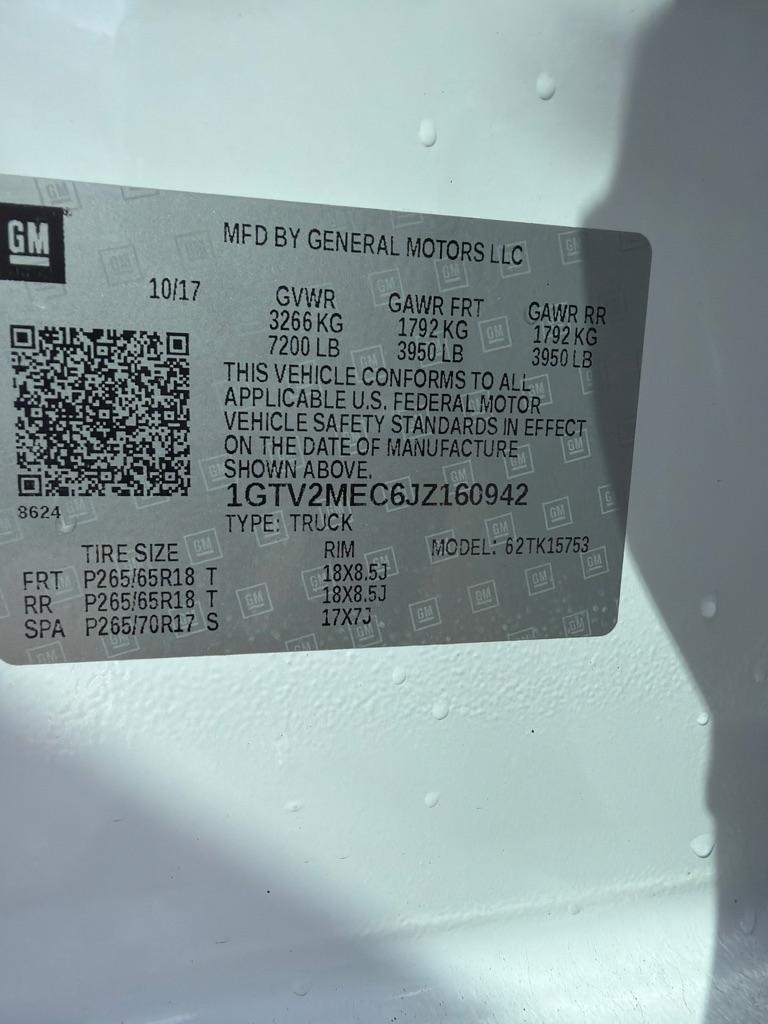 GM
MFD BY GENERAL MOTORS LLC
10/17
GVWR GAWR FRT GAWR RR
3266 KG 1792 KG 1792 KG
7200 LB 3950 LB 3950 LB
THIS VEHICLE CONFORMS TO ALL
APPLICABLE U.S. FEDERAL MOTOR
VEHICLE SAFETY STANDARDS IN EFFECT
ON THE DATE OF MANUFACTURE
SHOWN ABOVE.
1GTV2MEC6JZ160942
8624
TYPE: TRUCK
TIRE SIZE RIM MODEL: 62TK15753
FRT P265/65R18 T 18X8.5J
RR P265/65R18 T 18X8.5J
SPA P265/70R17 S 17X7J